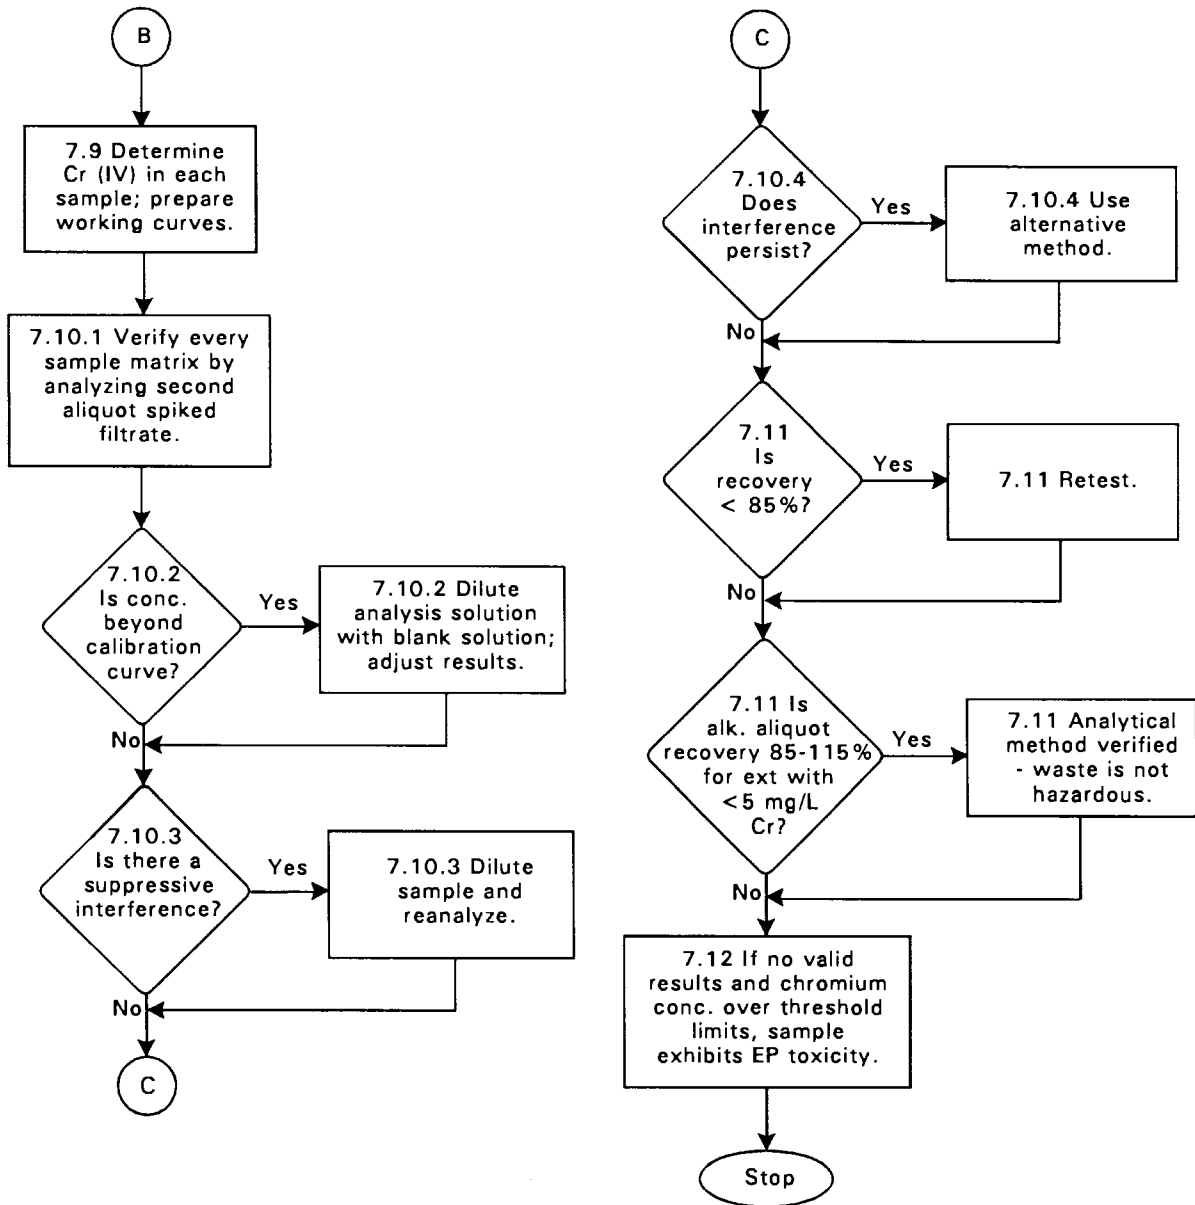 B
7.9 Determine
Cr (IV) in each
sample; prepare
working curves.
7.10.1 Verify every
sample matrix by
analyzing second
aliquot spiked
filtrate.
7.10.2
Is conc.
beyond
calibration
curve?
Yes
7.10.2 Dilute
analysis solution
with blank solution;
adjust results.
No
7.10.3
Is there a
suppressive
interference?
Yes
7.10.3 Dilute
sample and
reanalyze.
No
C
C
7.10.4
Does
interference
persist?
Yes
7.10.4 Use
alternative
method.
No
7.11
Is
recovery
< 85%?
Yes
7.11 Retest.
No
7.11 Is
alk. aliquot
recovery 85-115%
for ext with
<5 mg/L
Cr?
Yes
7.11 Analytical
method verified
- waste is not
hazardous.
No
7.12 If no valid
results and chromium
conc. over threshold
limits, sample
exhibits EP toxicity.
Stop